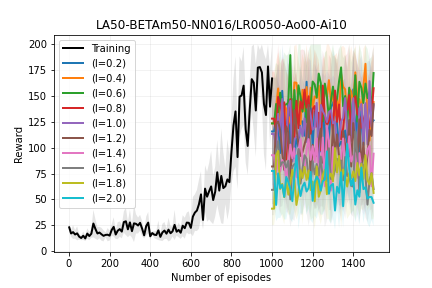 LA50-BETAm50-NN016/LR0050-Ao00-Ai10
200
175
150
125
100
75
50
25
0
Reward
Training
(l=0.2)
(l=0.4)
(l=0.6)
(l=0.8)
(l=1.0)
(l=1.2)
(l=1.4)
(l=1.6)
(l=1.8)
(l=2.0)
0 200 400 600 800 1000 1200 1400
Number of episodes